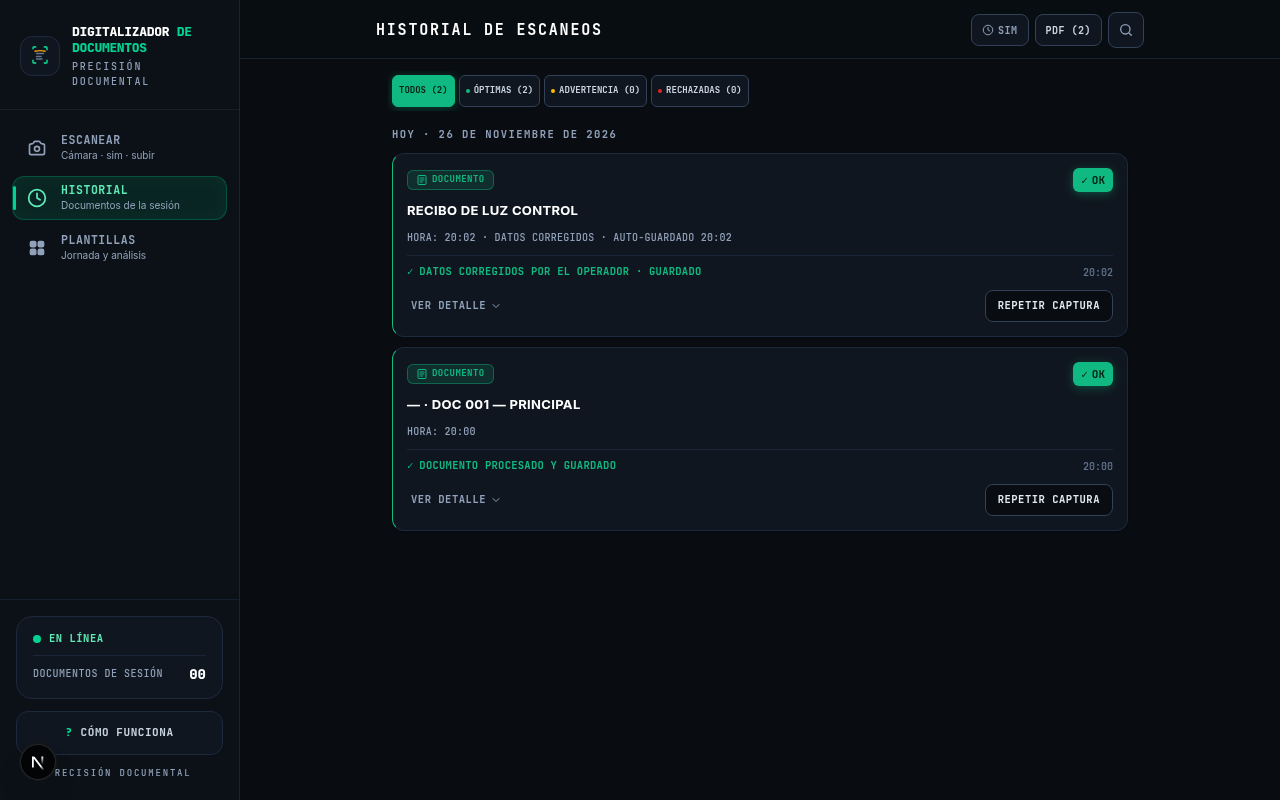 DIGITALIZADOR DE
DOCUMENTOS
PRECISIÓN
DOCUMENTAL
ESCANEAR
Cámara · sim · subir
HISTORIAL
Documentos de la sesión
PLANTILLAS
Jornada y análisis
EN LÍNEA
DOCUMENTOS DE SESIÓN 00
? CÓMO FUNCIONA
N
RECISIÓN DOCUMENTAL
HISTORIAL DE ESCANEOS
SIM
PDF (2)
TODOS (2)
ÓPTIMAS (2)
ADVERTENCIA (0)
RECHAZADAS (0)
HOY · 26 DE NOVIEMBRE DE 2026
DOCUMENTO
✓ OK
RECIBO DE LUZ CONTROL
HORA: 20:02 · DATOS CORREGIDOS · AUTO-GUARDADO 20:02
✓ DATOS CORREGIDOS POR EL OPERADOR · GUARDADO
20:02
VER DETALLE
REPETIR CAPTURA
DOCUMENTO
✓ OK
— · DOC 001 — PRINCIPAL
HORA: 20:00
✓ DOCUMENTO PROCESADO Y GUARDADO
20:00
VER DETALLE
REPETIR CAPTURA